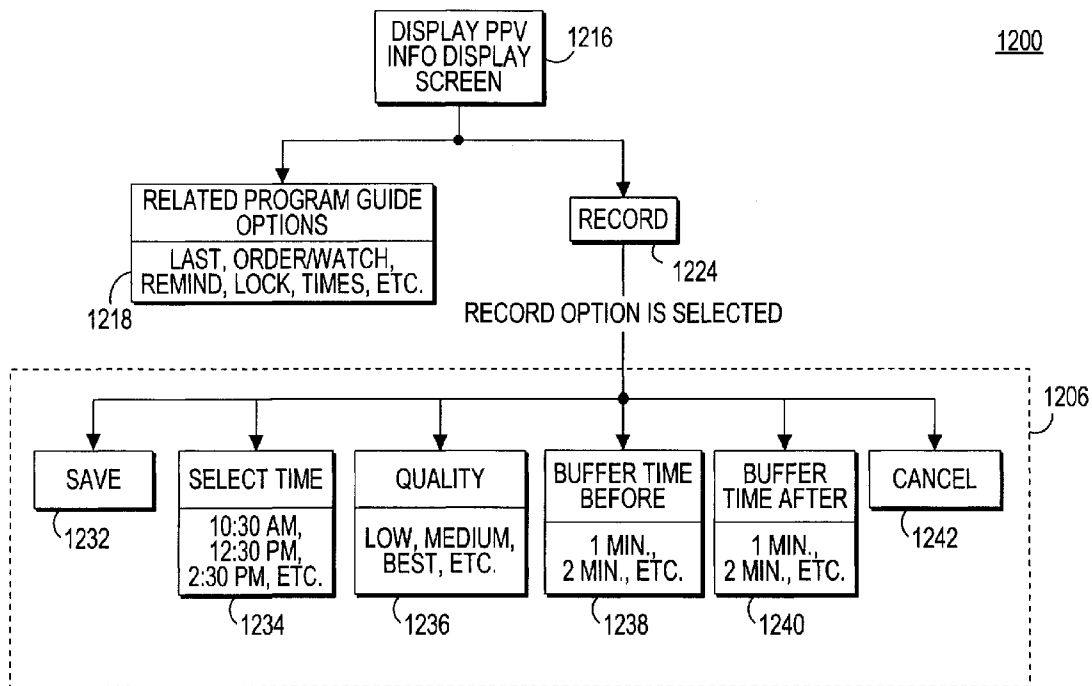 DISPLAY PPV
INFO DISPLAY
SCREEN
1216
1200
RELATED PROGRAM GUIDE
OPTIONS
LAST, ORDER/WATCH,
REMIND, LOCK, TIMES, ETC.
1218
RECORD
1224
RECORD OPTION IS SELECTED
1206
SAVE
1232
SELECT TIME
10:30 AM,
12:30 PM,
2:30 PM, ETC.
1234
QUALITY
LOW, MEDIUM,
BEST, ETC.
1236
BUFFER TIME
BEFORE
1 MIN.,
2 MIN., ETC.
1238
BUFFER
TIME AFTER
1 MIN.,
2 MIN., ETC.
1240
CANCEL
1242